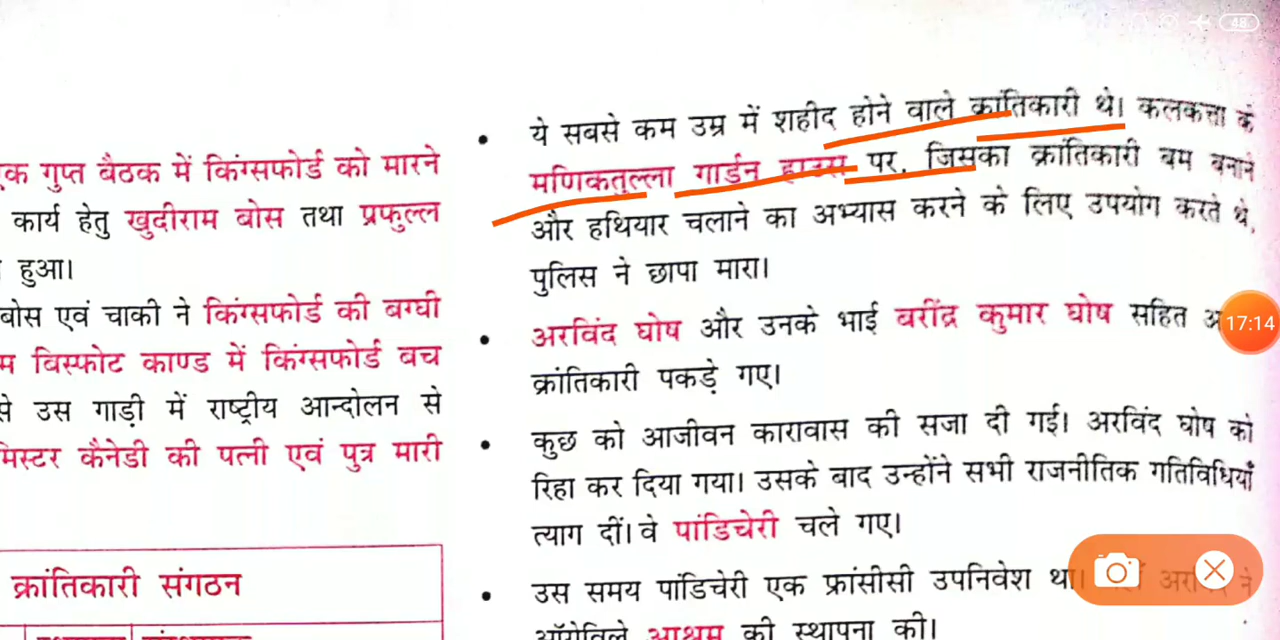 48
एक गुप्त बैठक में किंग्सफोर्ड को मारने
कार्य हेतु खुदीराम बोस तथा प्रफुल्ल
हुआ।
बोस एवं चाकी ने किंग्सफोर्ड की बग्घी
विस्फोट काण्ड में किंग्सफोर्ड बच
उस गाड़ी में राष्ट्रीय आन्दोलन से
मिस्टर कैनेडी की पत्नी एवं पुत्र मारी
क्रांतिकारी संगठन
• ये सबसे कम उम्र में शहीद होने वाले क्रांतिकारी थे। कलकत्ता के
मणिकतुल्ला गार्डन हाउस पर, जिसका क्रांतिकारी बम बनाने
और हथियार चलाने का अभ्यास करने के लिए उपयोग करते थे,
पुलिस ने छापा मारा।
• अरविंद घोष और उनके भाई बरींद्र कुमार घोष सहित
17:14
क्रांतिकारी पकड़े गए।
• कुछ को आजीवन कारावास की सजा दी गई। अरविंद घोष को
रिहा कर दिया गया। उसके बाद उन्होंने सभी राजनीतिक गतिविधियाँ
त्याग दीं। वे पांडिचेरी चले गए।
• उस समय पांडिचेरी एक फ्रांसीसी उपनिवेश था। ने
आश्रम की स्थापना की।